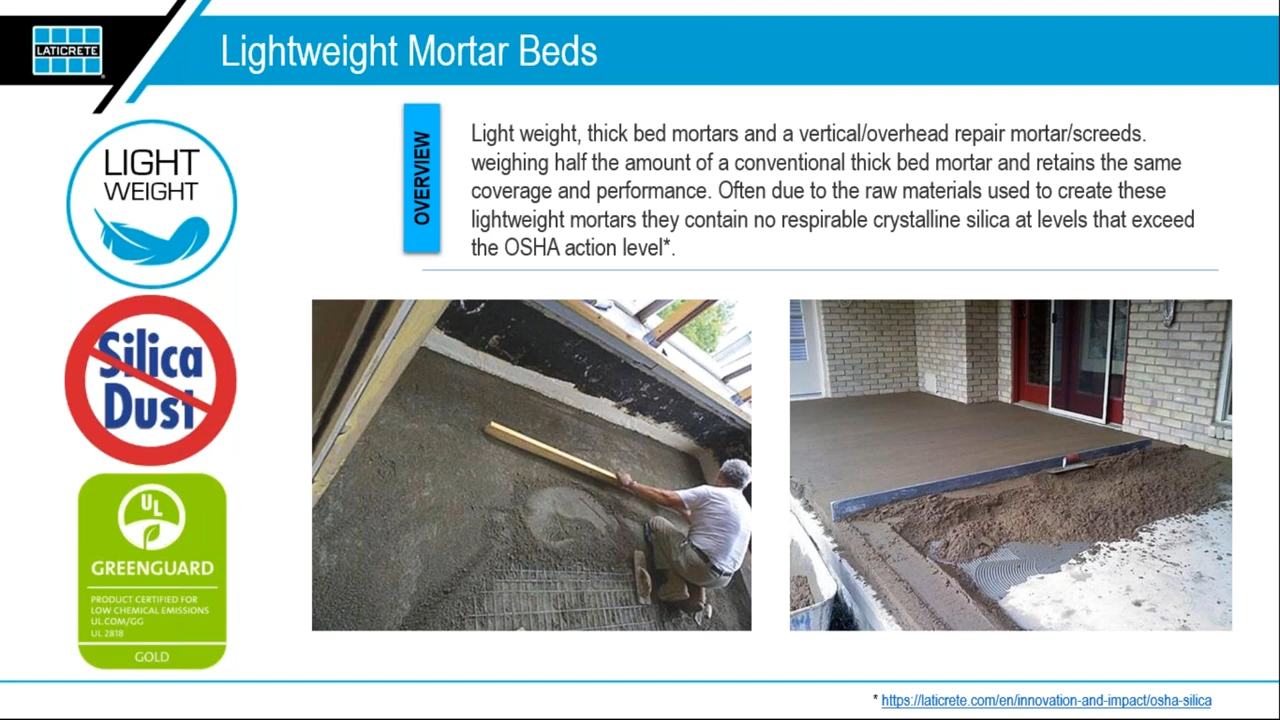 LATICRETE
Lightweight Mortar Beds
LIGHT
WEIGHT
OVERVIEW
Light weight, thick bed mortars and a vertical/overhead repair mortar/screeds.
weighing half the amount of a conventional thick bed mortar and retains the same
coverage and performance. Often due to the raw materials used to create these
lightweight mortars they contain no respirable crystalline silica at levels that exceed
the OSHA action level*.
Silica
Dust
UL
GREENGUARD
PRODUCT CERTIFIED FOR
LOW CHEMICAL EMISSIONS
UL.COM/GG
UL 2818
GOLD
* https://laticrete.com/en/innovation-and-impact/osha-silica